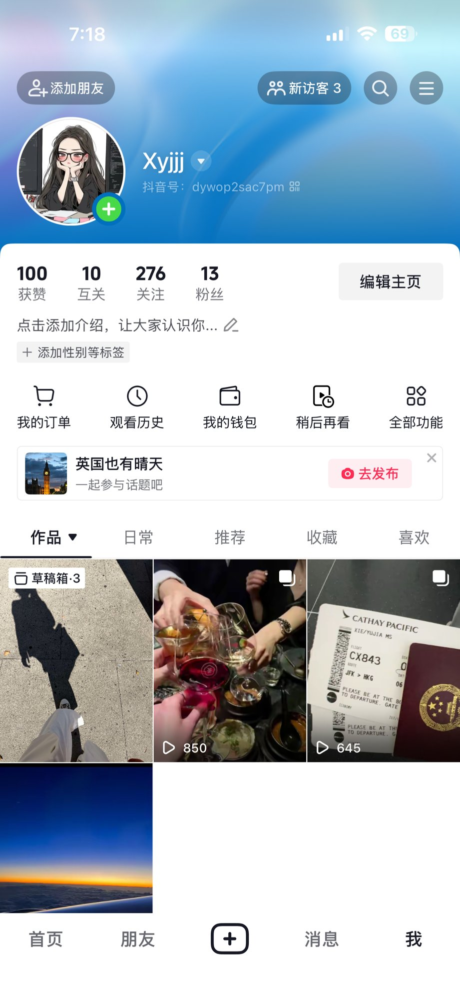 7:18
69
添加朋友
新访客 3
Xyjjj
抖音号：dywop2sac7pm
100
10
276
13
获赞
互关
关注
粉丝
编辑主页
点击添加介绍，让大家认识你...
+ 添加性别等标签
我的订单
观看历史
我的钱包
稍后再看
全部功能
英国也有晴天
一起参与话题吧
去发布
作品
日常
推荐
收藏
喜欢
草稿箱·3
850
CATHAY PACIFIC
XIE/YUJIA MS
FLIGHT
CX843
ROUTE
JFK > HKG
06
PLEASE BE AT THE BO
TO DEPARTURE. GATE
ECONOMY
PLEASE BE AT TH
TO DEPARTURE. G
645
首页
朋友
消息
我